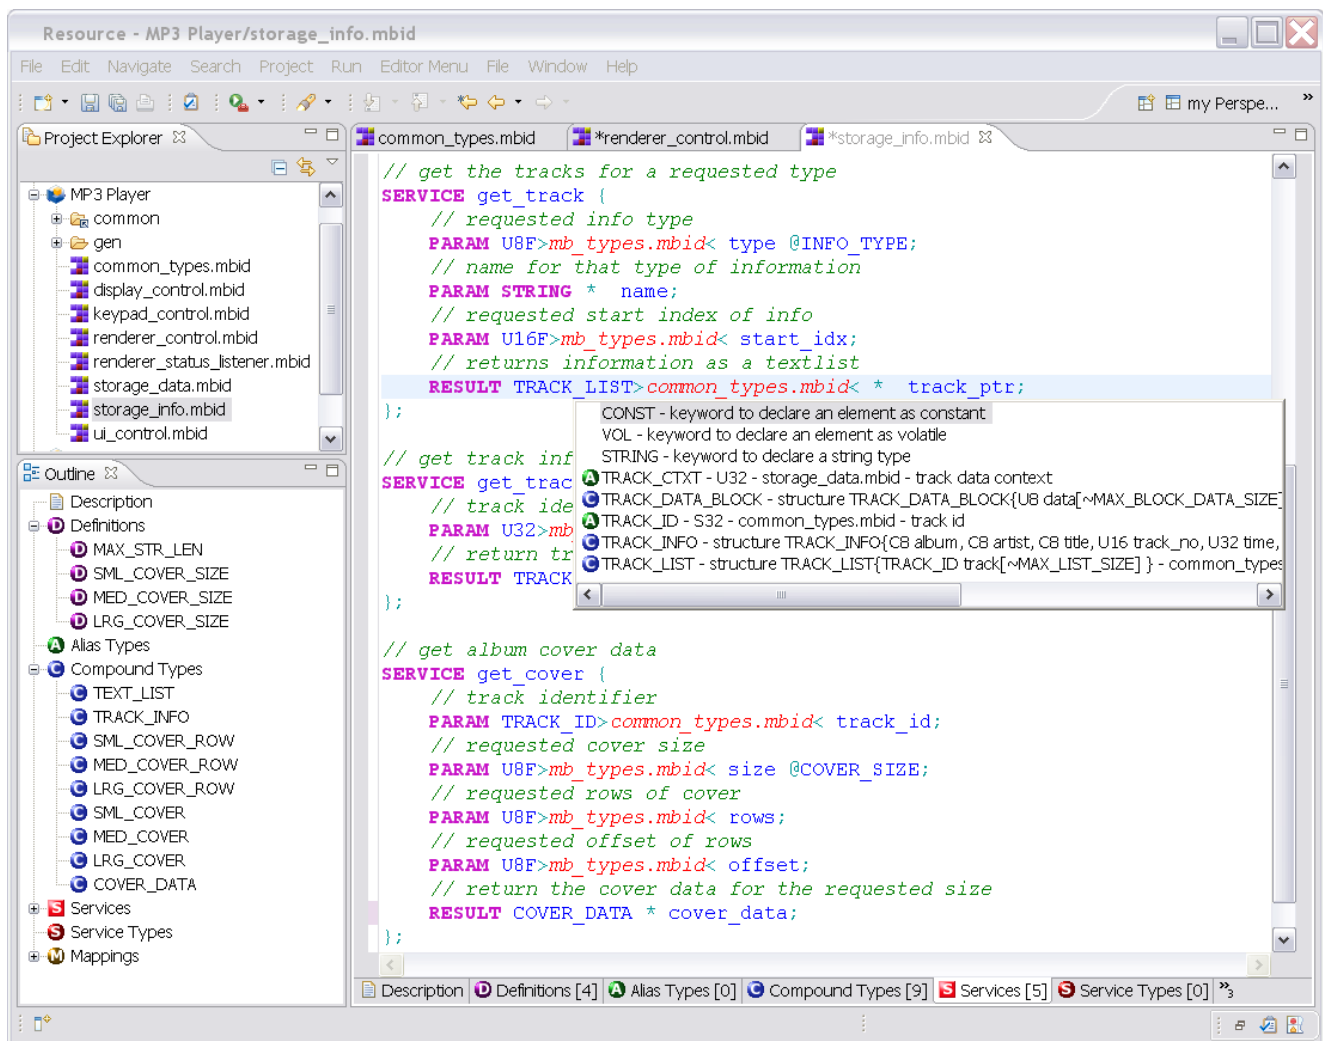 Resource - MP3 Player/storage_info.mbid
File Edit Navigate Search Project Run Editor Menu File Window Help
my Perspe... »
Project Explorer
MP3 Player
common
gen
common_types.mbid
display_control.mbid
keypad_control.mbid
renderer_control.mbid
renderer_status_listener.mbid
storage_data.mbid
storage_info.mbid
ui_control.mbid
Outline
Description
Definitions
MAX_STR_LEN
SML_COVER_SIZE
MED_COVER_SIZE
LRG_COVER_SIZE
Alias Types
Compound Types
TEXT_LIST
TRACK_INFO
SML_COVER_ROW
MED_COVER_ROW
LRG_COVER_ROW
SML_COVER
MED_COVER
LRG_COVER
COVER_DATA
Services
Service Types
Mappings
common_types.mbid *renderer_control.mbid *storage_info.mbid
// get the tracks for a requested type
SERVICE get_track {
// requested info type
PARAM U8F>mb_types.mbid< type @INFO_TYPE;
// name for that type of information
PARAM STRING * name;
// requested start index of info
PARAM U16F>mb_types.mbid< start_idx;
// returns information as a textlist
RESULT TRACK_LIST>common_types.mbid< * track_ptr;
};
// get track inf
SERVICE get_trac
// track ide
PARAM U32>mb
// return tr
RESULT TRACK
};
CONST - keyword to declare an element as constant
VOL - keyword to declare an element as volatile
STRING - keyword to declare a string type
TRACK_CTXT - U32 - storage_data.mbid - track data context
TRACK_DATA_BLOCK - structure TRACK_DATA_BLOCK{U8 data[~MAX_BLOCK_DATA_SIZE]
TRACK_ID - S32 - common_types.mbid - track id
TRACK_INFO - structure TRACK_INFO{C8 album, C8 artist, C8 title, U16 track_no, U32 time,
TRACK_LIST - structure TRACK_LIST{TRACK_ID track[~MAX_LIST_SIZE] } - common_types
// get album cover data
SERVICE get_cover {
// track identifier
PARAM TRACK_ID>common_types.mbid< track_id;
// requested cover size
PARAM U8F>mb_types.mbid< size @COVER_SIZE;
// requested rows of cover
PARAM U8F>mb_types.mbid< rows;
// requested offset of rows
PARAM U8F>mb_types.mbid< offset;
// return the cover data for the requested size
RESULT COVER_DATA * cover_data;
};
Description Definitions [4] Alias Types [0] Compound Types [9] Services [5] Service Types [0] »3